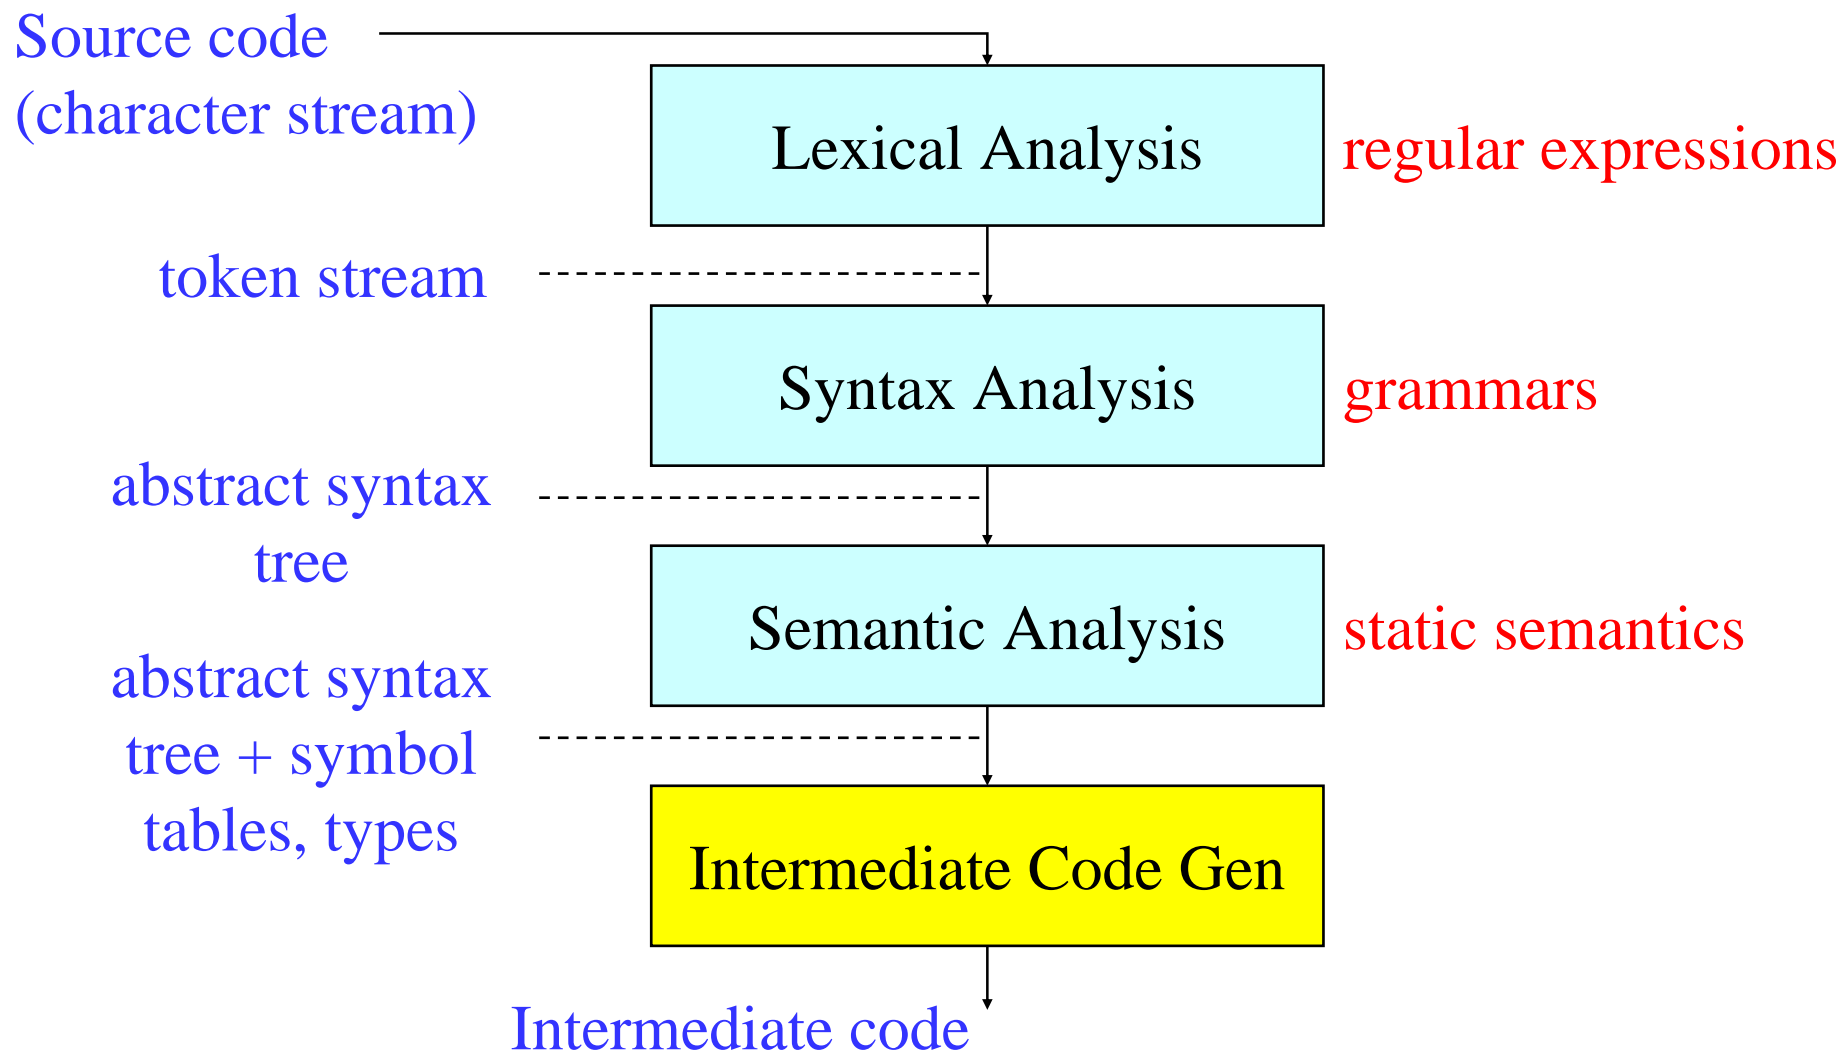 Source code
(character stream)
Lexical Analysis
regular expressions
token stream
Syntax Analysis
grammars
abstract syntax
tree
Semantic Analysis
static semantics
abstract syntax
tree + symbol
tables, types
Intermediate Code Gen
Intermediate code